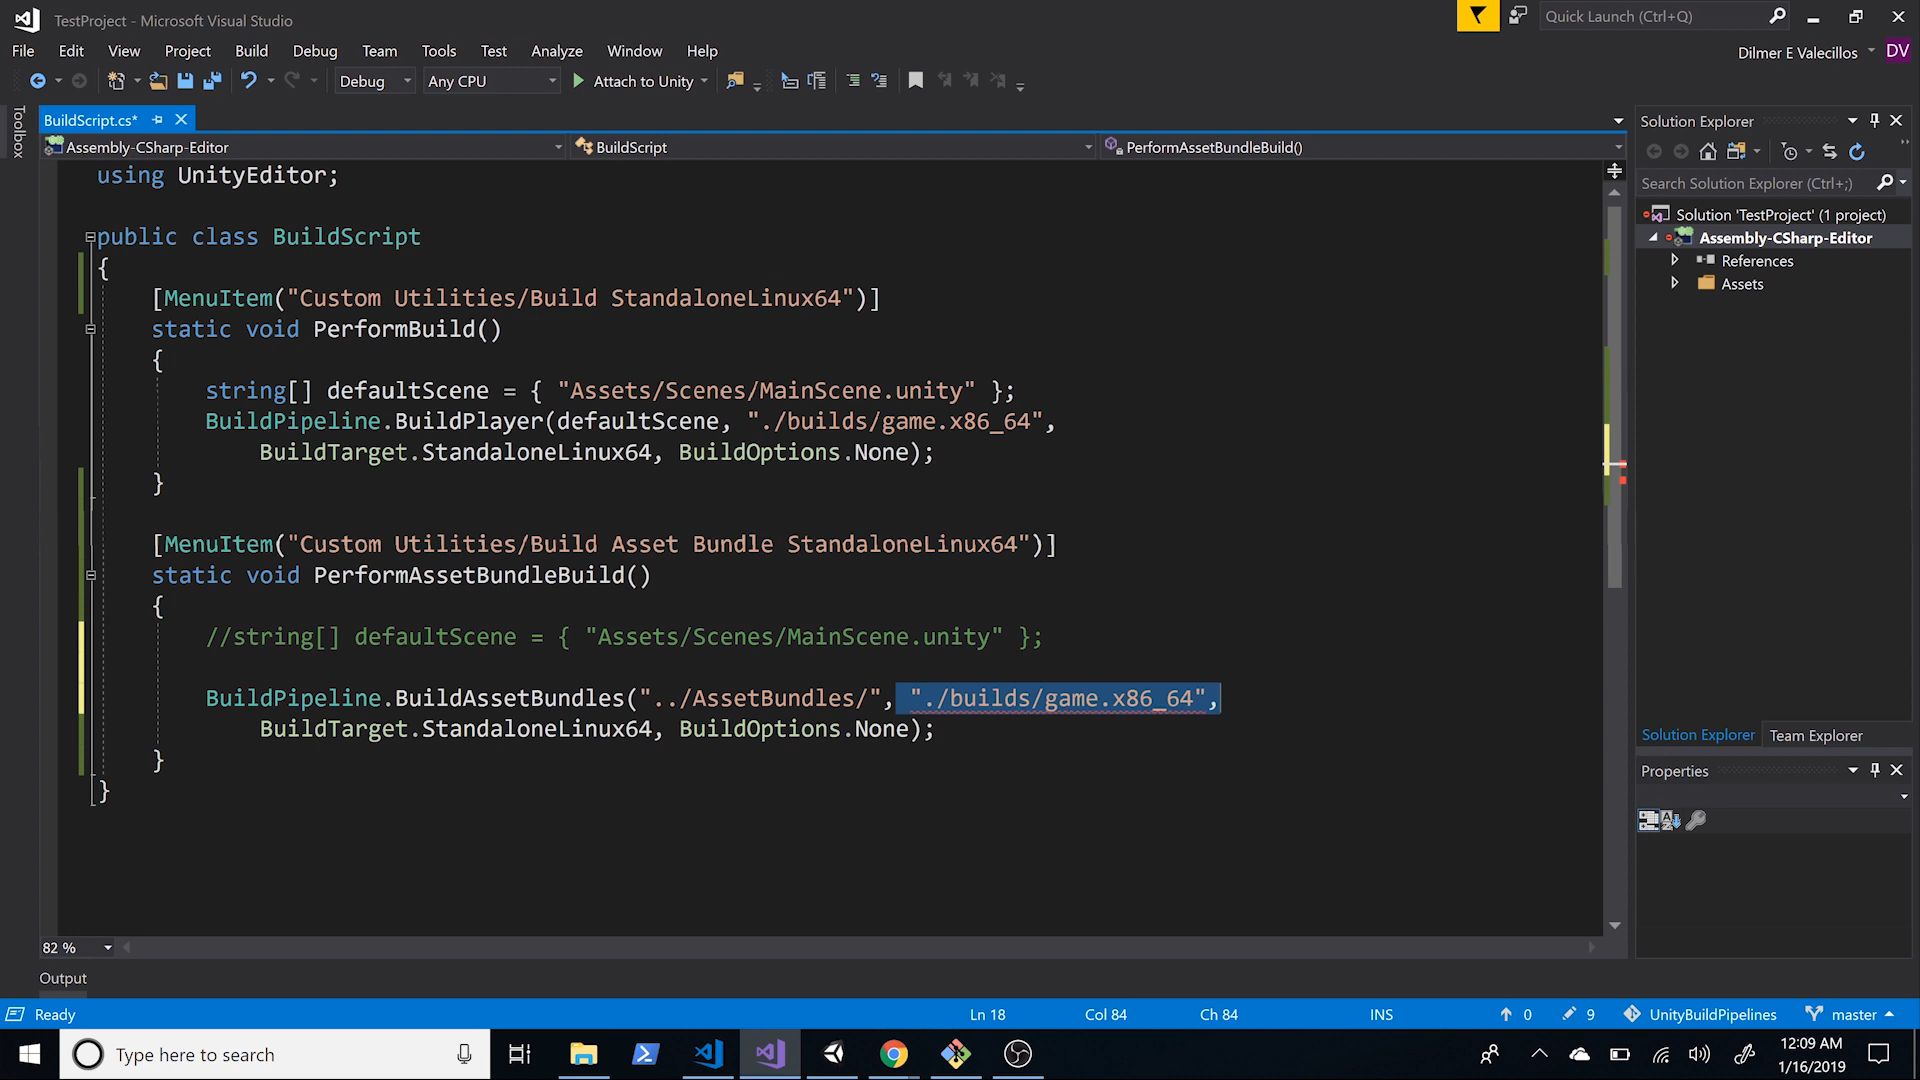 TestProject - Microsoft Visual Studio
Quick Launch (Ctrl+Q)
File Edit View Project Build Debug Team Tools Test Analyze Window Help
Dilmer E Valecillos DV
Debug Any CPU Attach to Unity
Toolbox
BuildScript.cs*
Assembly-CSharp-Editor BuildScript PerformAssetBundleBuild()
using UnityEditor;
public class BuildScript
{
[MenuItem("Custom Utilities/Build StandaloneLinux64")]
static void PerformBuild()
{
string[] defaultScene = { "Assets/Scenes/MainScene.unity" };
BuildPipeline.BuildPlayer(defaultScene, "./builds/game.x86_64",
BuildTarget.StandaloneLinux64, BuildOptions.None);
}
[MenuItem("Custom Utilities/Build Asset Bundle StandaloneLinux64")]
static void PerformAssetBundleBuild()
{
//string[] defaultScene = { "Assets/Scenes/MainScene.unity" };
BuildPipeline.BuildAssetBundles("../AssetBundles/", "./builds/game.x86_64",
BuildTarget.StandaloneLinux64, BuildOptions.None);
}
}
82 %
Output
Solution Explorer
Search Solution Explorer (Ctrl+;)
Solution 'TestProject' (1 project)
Assembly-CSharp-Editor
References
Assets
Solution Explorer Team Explorer
Properties
Ready Ln 18 Col 84 Ch 84 INS 0 9 UnityBuildPipelines master
Type here to search
12:09 AM
1/16/2019